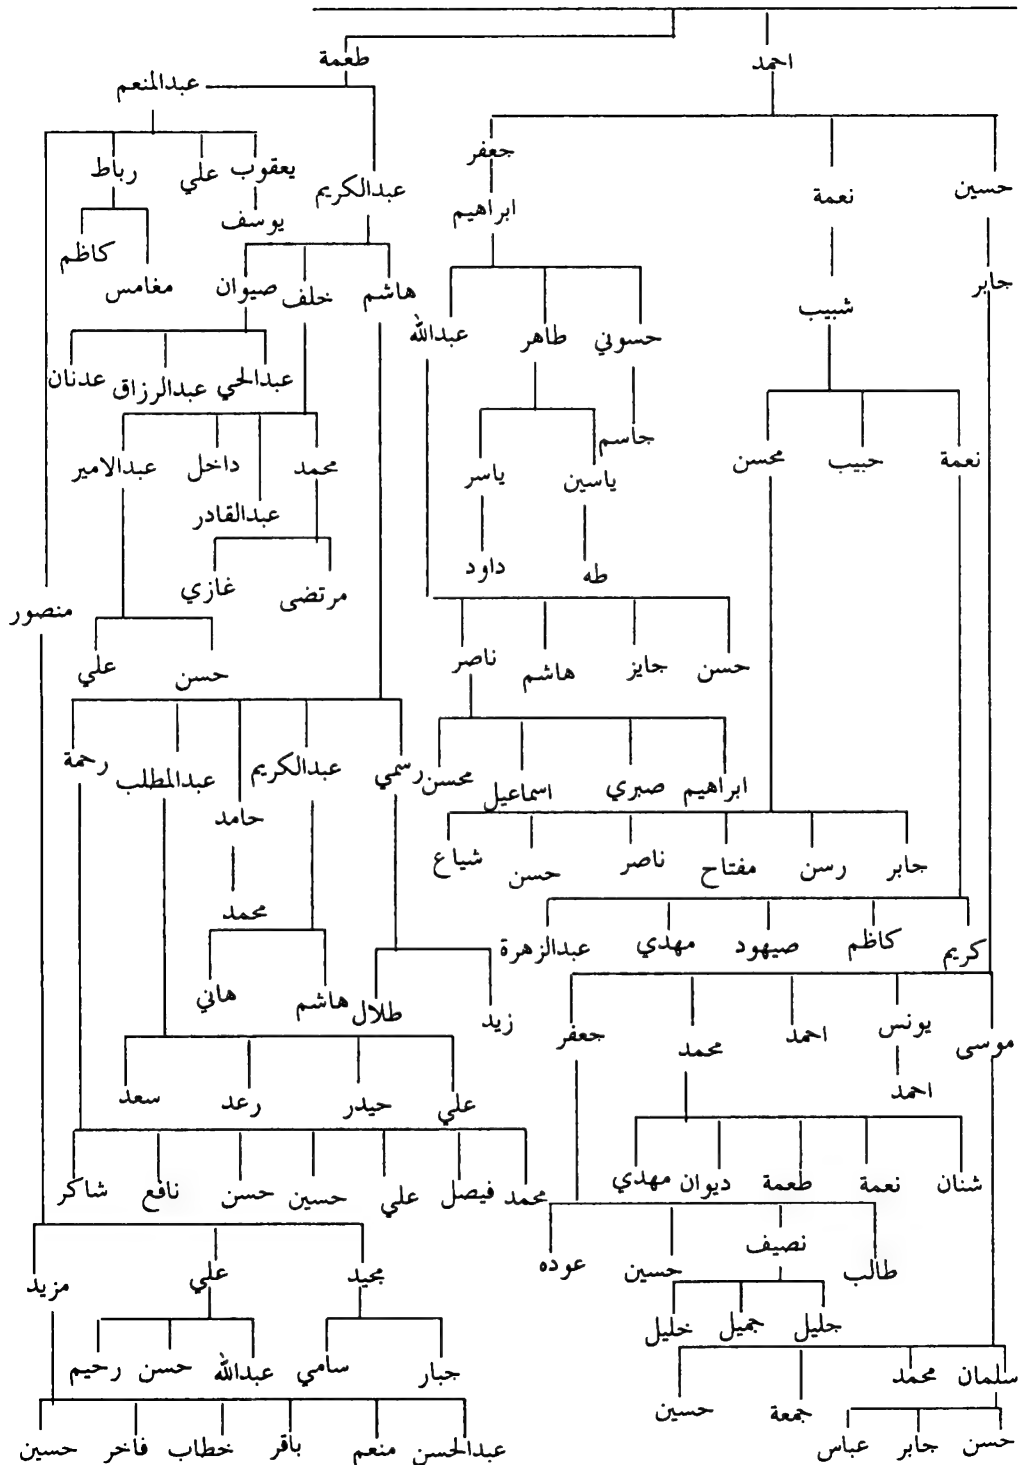 احمد طعمة
عبدالمنعم
حسين نعمة جعفر عبدالكريم يعقوب علي رباط
ابراهيم يوسف كاظم
جابر شبيب هاشم خلف صيوان مغامس
حسوني طاهر عبدالله
عبدالحي عبدالرزاق عدنان
نعمة حبيب محسن جاسم محمد داخل عبدالامير
ياسين ياسر عبدالقادر
طه داود مرتضى غازي منصور
حسن جايز هاشم ناصر حسن علي
ابراهيم صبري اسماعيل محسن رسمي عبدالكريم عبدالمطلب رحمة
حامد
جابر رسن مفتاح ناصر حسن شياع
محمد
كريم كاظم صيهود مهدي عبدالزهرة
زيد طلال هاشم هاني
موسى يونس احمد محمد جعفر
احمد علي حيدر رعد سعد
شنان نعمة طعمة ديوان مهدي محمد فيصل علي حسين حسن نافع شاكر
طالب نصيف حسين عوده مجيد علي مزيد
جليل جميل خليل
سلمان محمد جمعة حسين جبار سامي عبدالله حسن رحيم
حسن جابر عباس عبدالحسن منعم باقر خطاب فاخر حسين